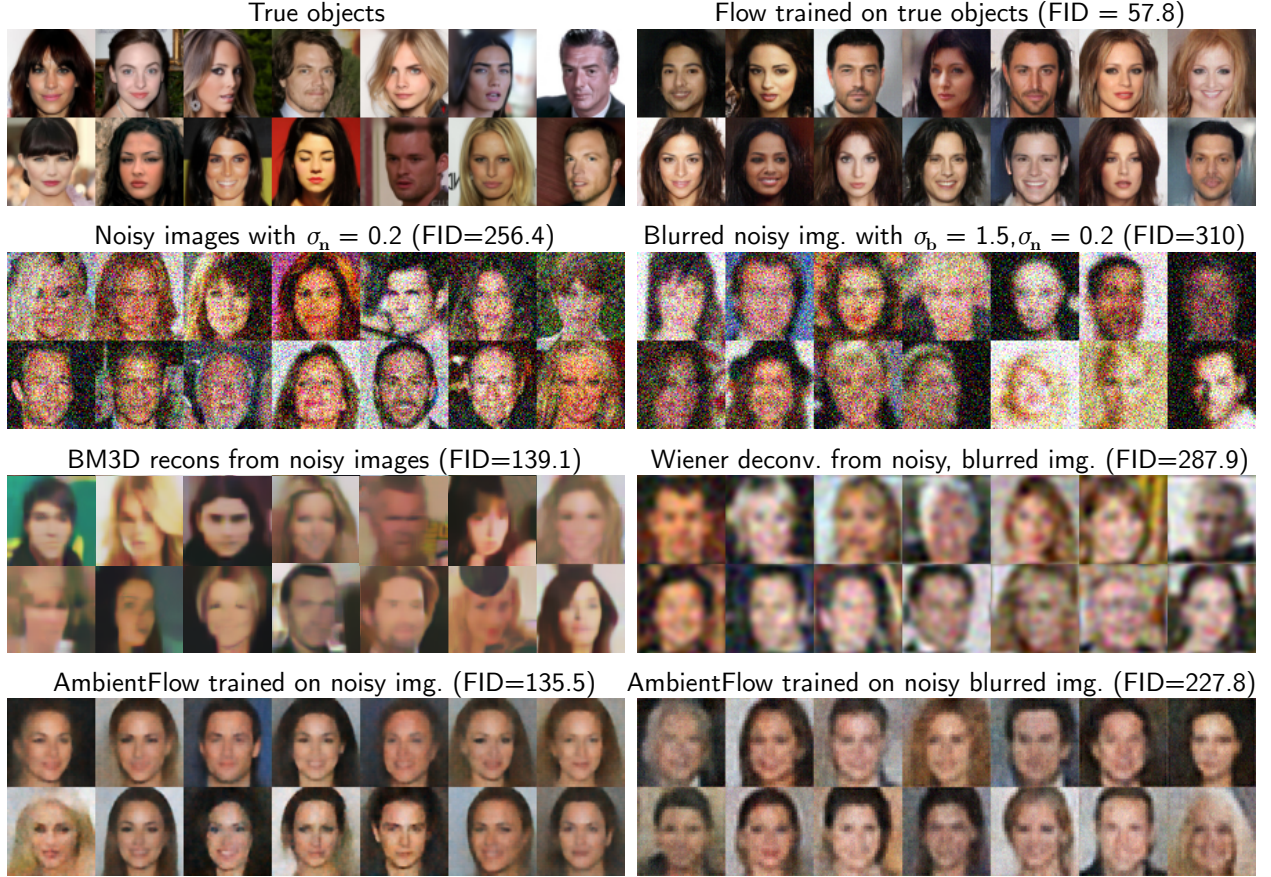 True objects
Flow trained on true objects (FID = 57.8)
Noisy images with σₙ = 0.2 (FID=256.4)
Blurred noisy img. with σ_b = 1.5,σₙ = 0.2 (FID=310)
BM3D recons from noisy images (FID=139.1)
Wiener deconv. from noisy, blurred img. (FID=287.9)
AmbientFlow trained on noisy img. (FID=135.5)
AmbientFlow trained on noisy blurred img. (FID=227.8)